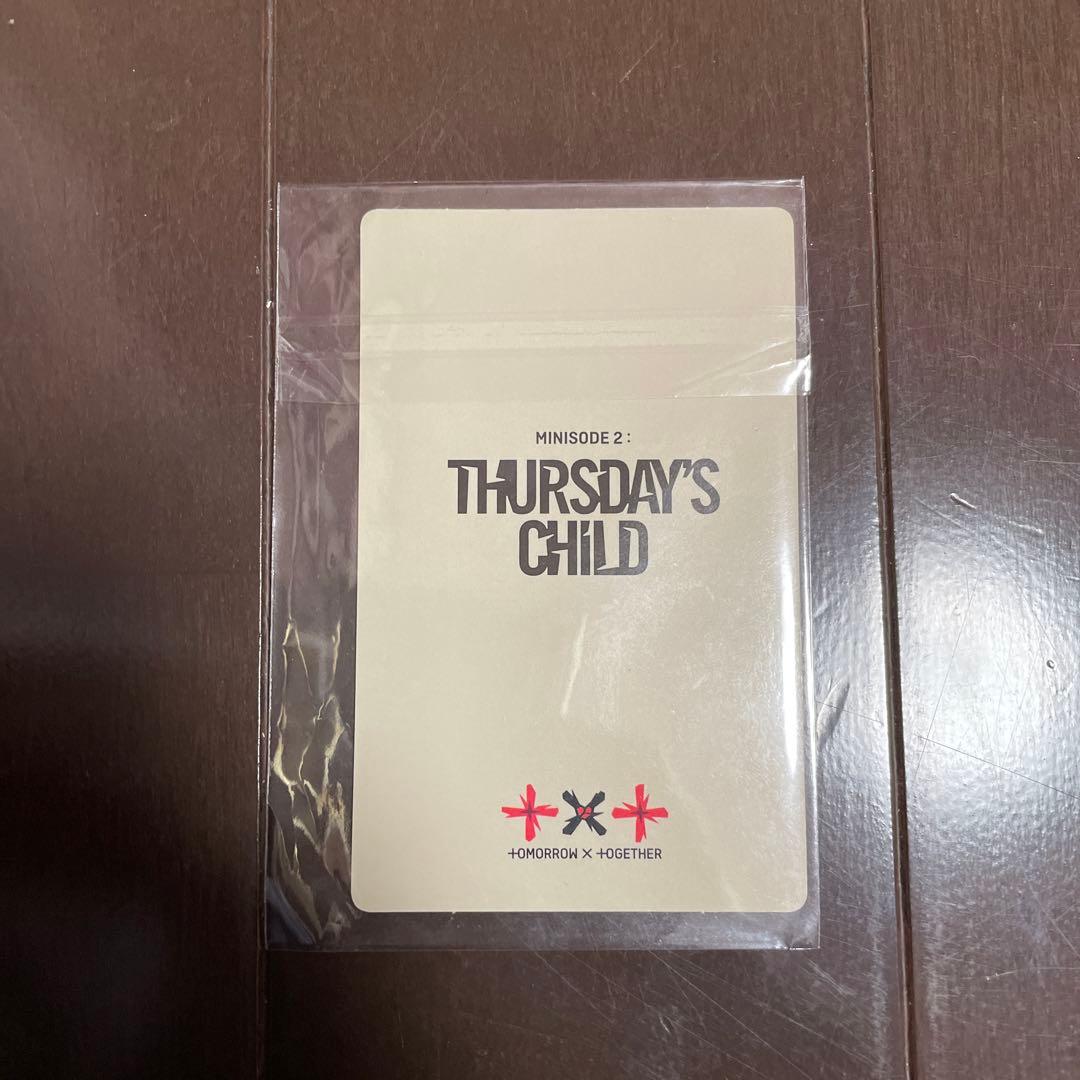 MINISODE 2 :
THURSDAY'S
CHILD
TOMORROW X TOGETHER